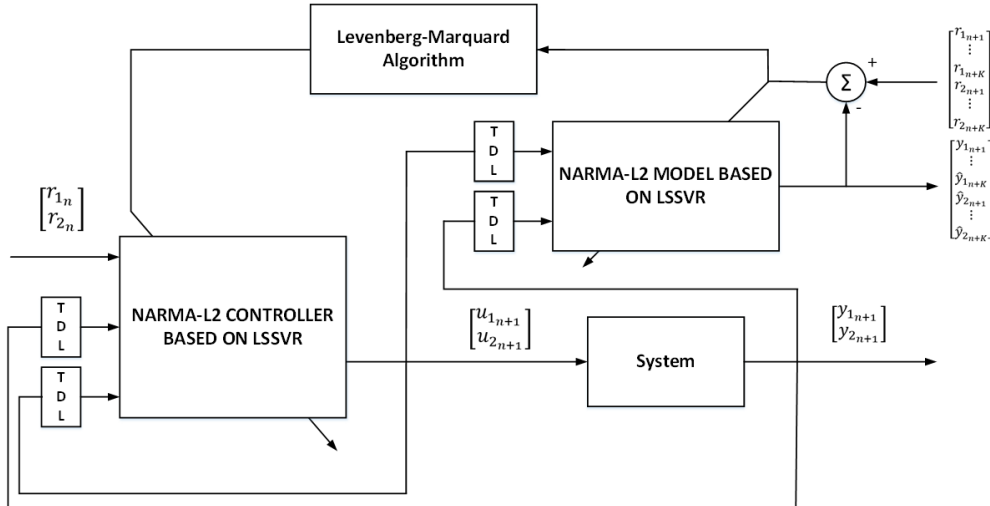 Levenberg-Marquard
Algorithm
+
Σ
-
r₁ₙ₊₁
⋮
r₁ₙ₊K
r₂ₙ₊₁
⋮
r₂ₙ₊K
T
D
L
T
D
L
NARMA-L2 MODEL BASED
ON LSSVR
y₁ₙ₊₁
⋮
ŷ₁ₙ₊K
ŷ₂ₙ₊₁
⋮
ŷ₂ₙ₊K
r₁ₙ
r₂ₙ
T
D
L
T
D
L
NARMA-L2 CONTROLLER
BASED ON LSSVR
u₁ₙ₊₁
u₂ₙ₊₁
System
y₁ₙ₊₁
y₂ₙ₊₁